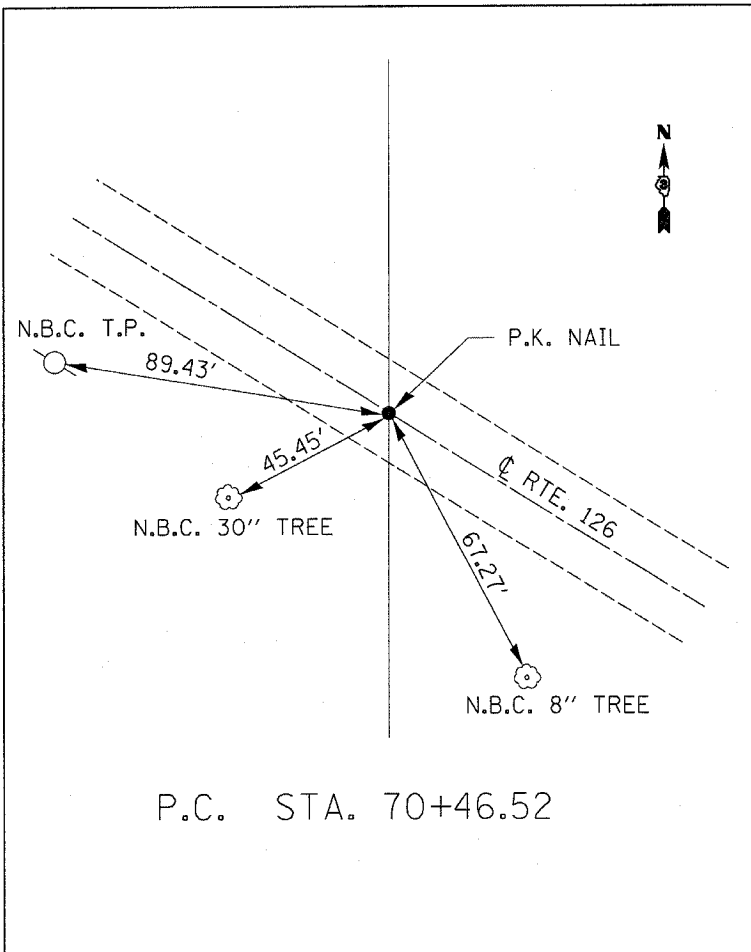 N
N.B.C. T.P.
P.K. NAIL
89.43'
45.45'
℄ RTE. 126
N.B.C. 30" TREE
67.27'
N.B.C. 8" TREE
P.C. STA. 70+46.52